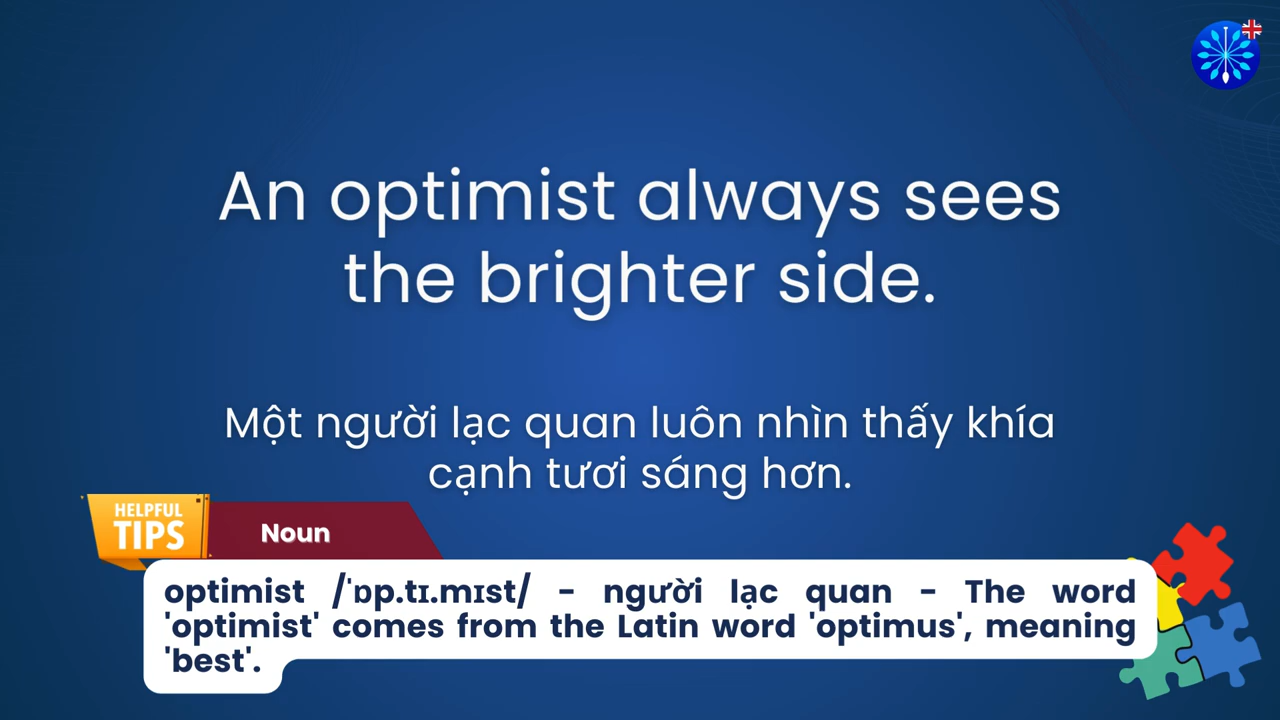 An optimist always sees
the brighter side.
Một người lạc quan luôn nhìn thấy khía
cạnh tươi sáng hơn.
HELPFUL
TIPS
Noun
optimist /ˈɒp.tɪ.mɪst/ - người lạc quan - The word
'optimist' comes from the Latin word 'optimus', meaning
'best'.